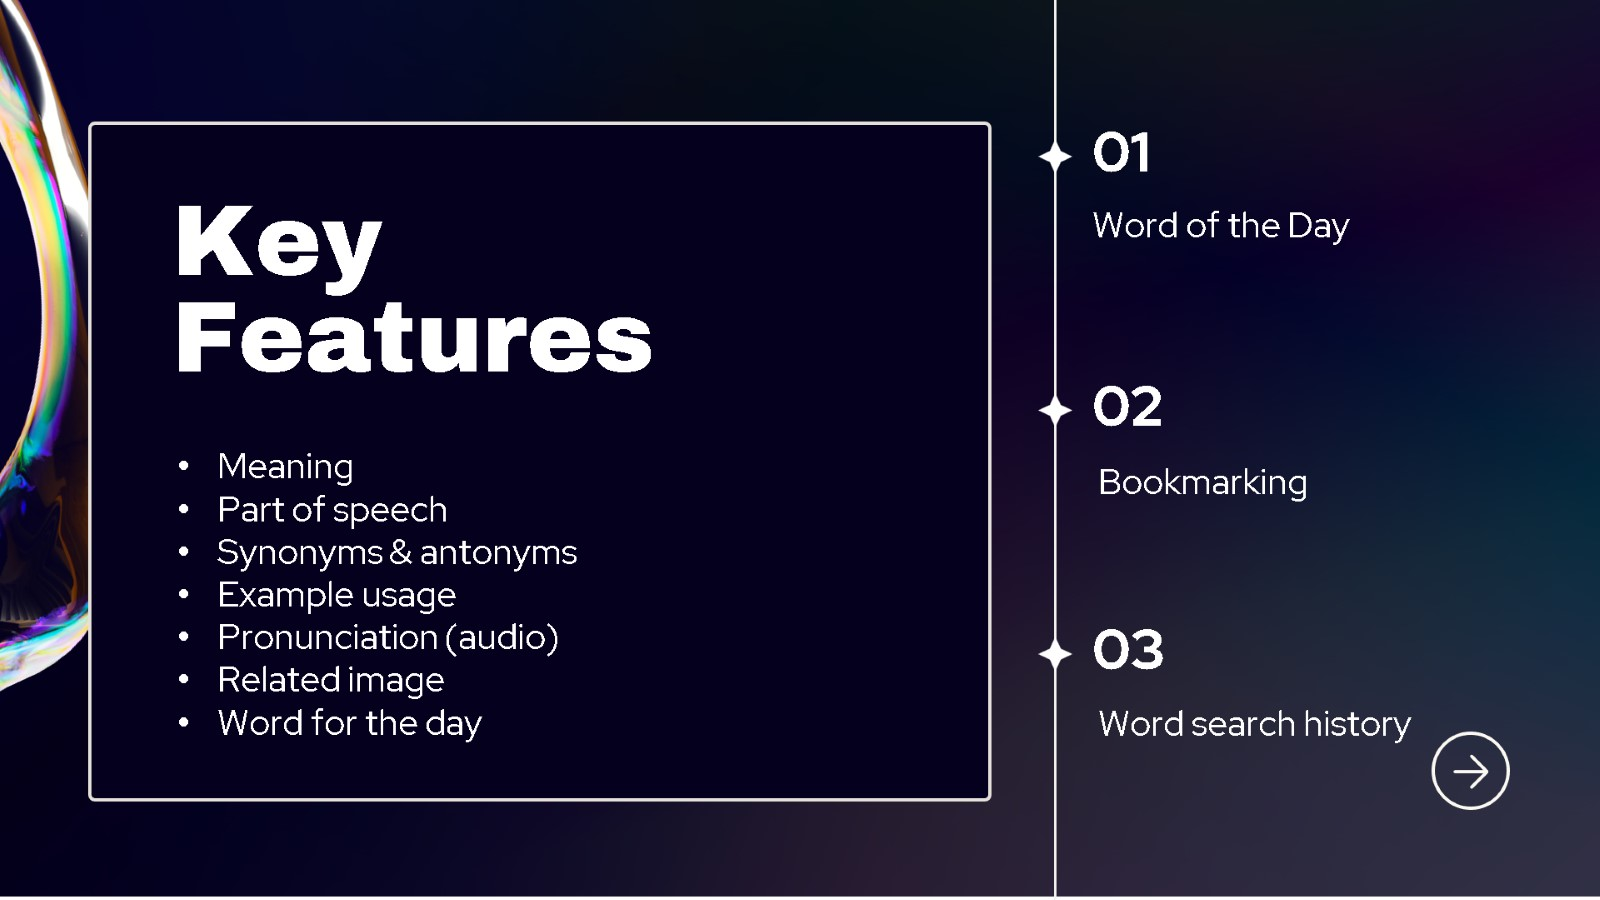 Key
Features
• Meaning
• Part of speech
• Synonyms & antonyms
• Example usage
• Pronunciation (audio)
• Related image
• Word for the day
01
Word of the Day
02
Bookmarking
03
Word search history